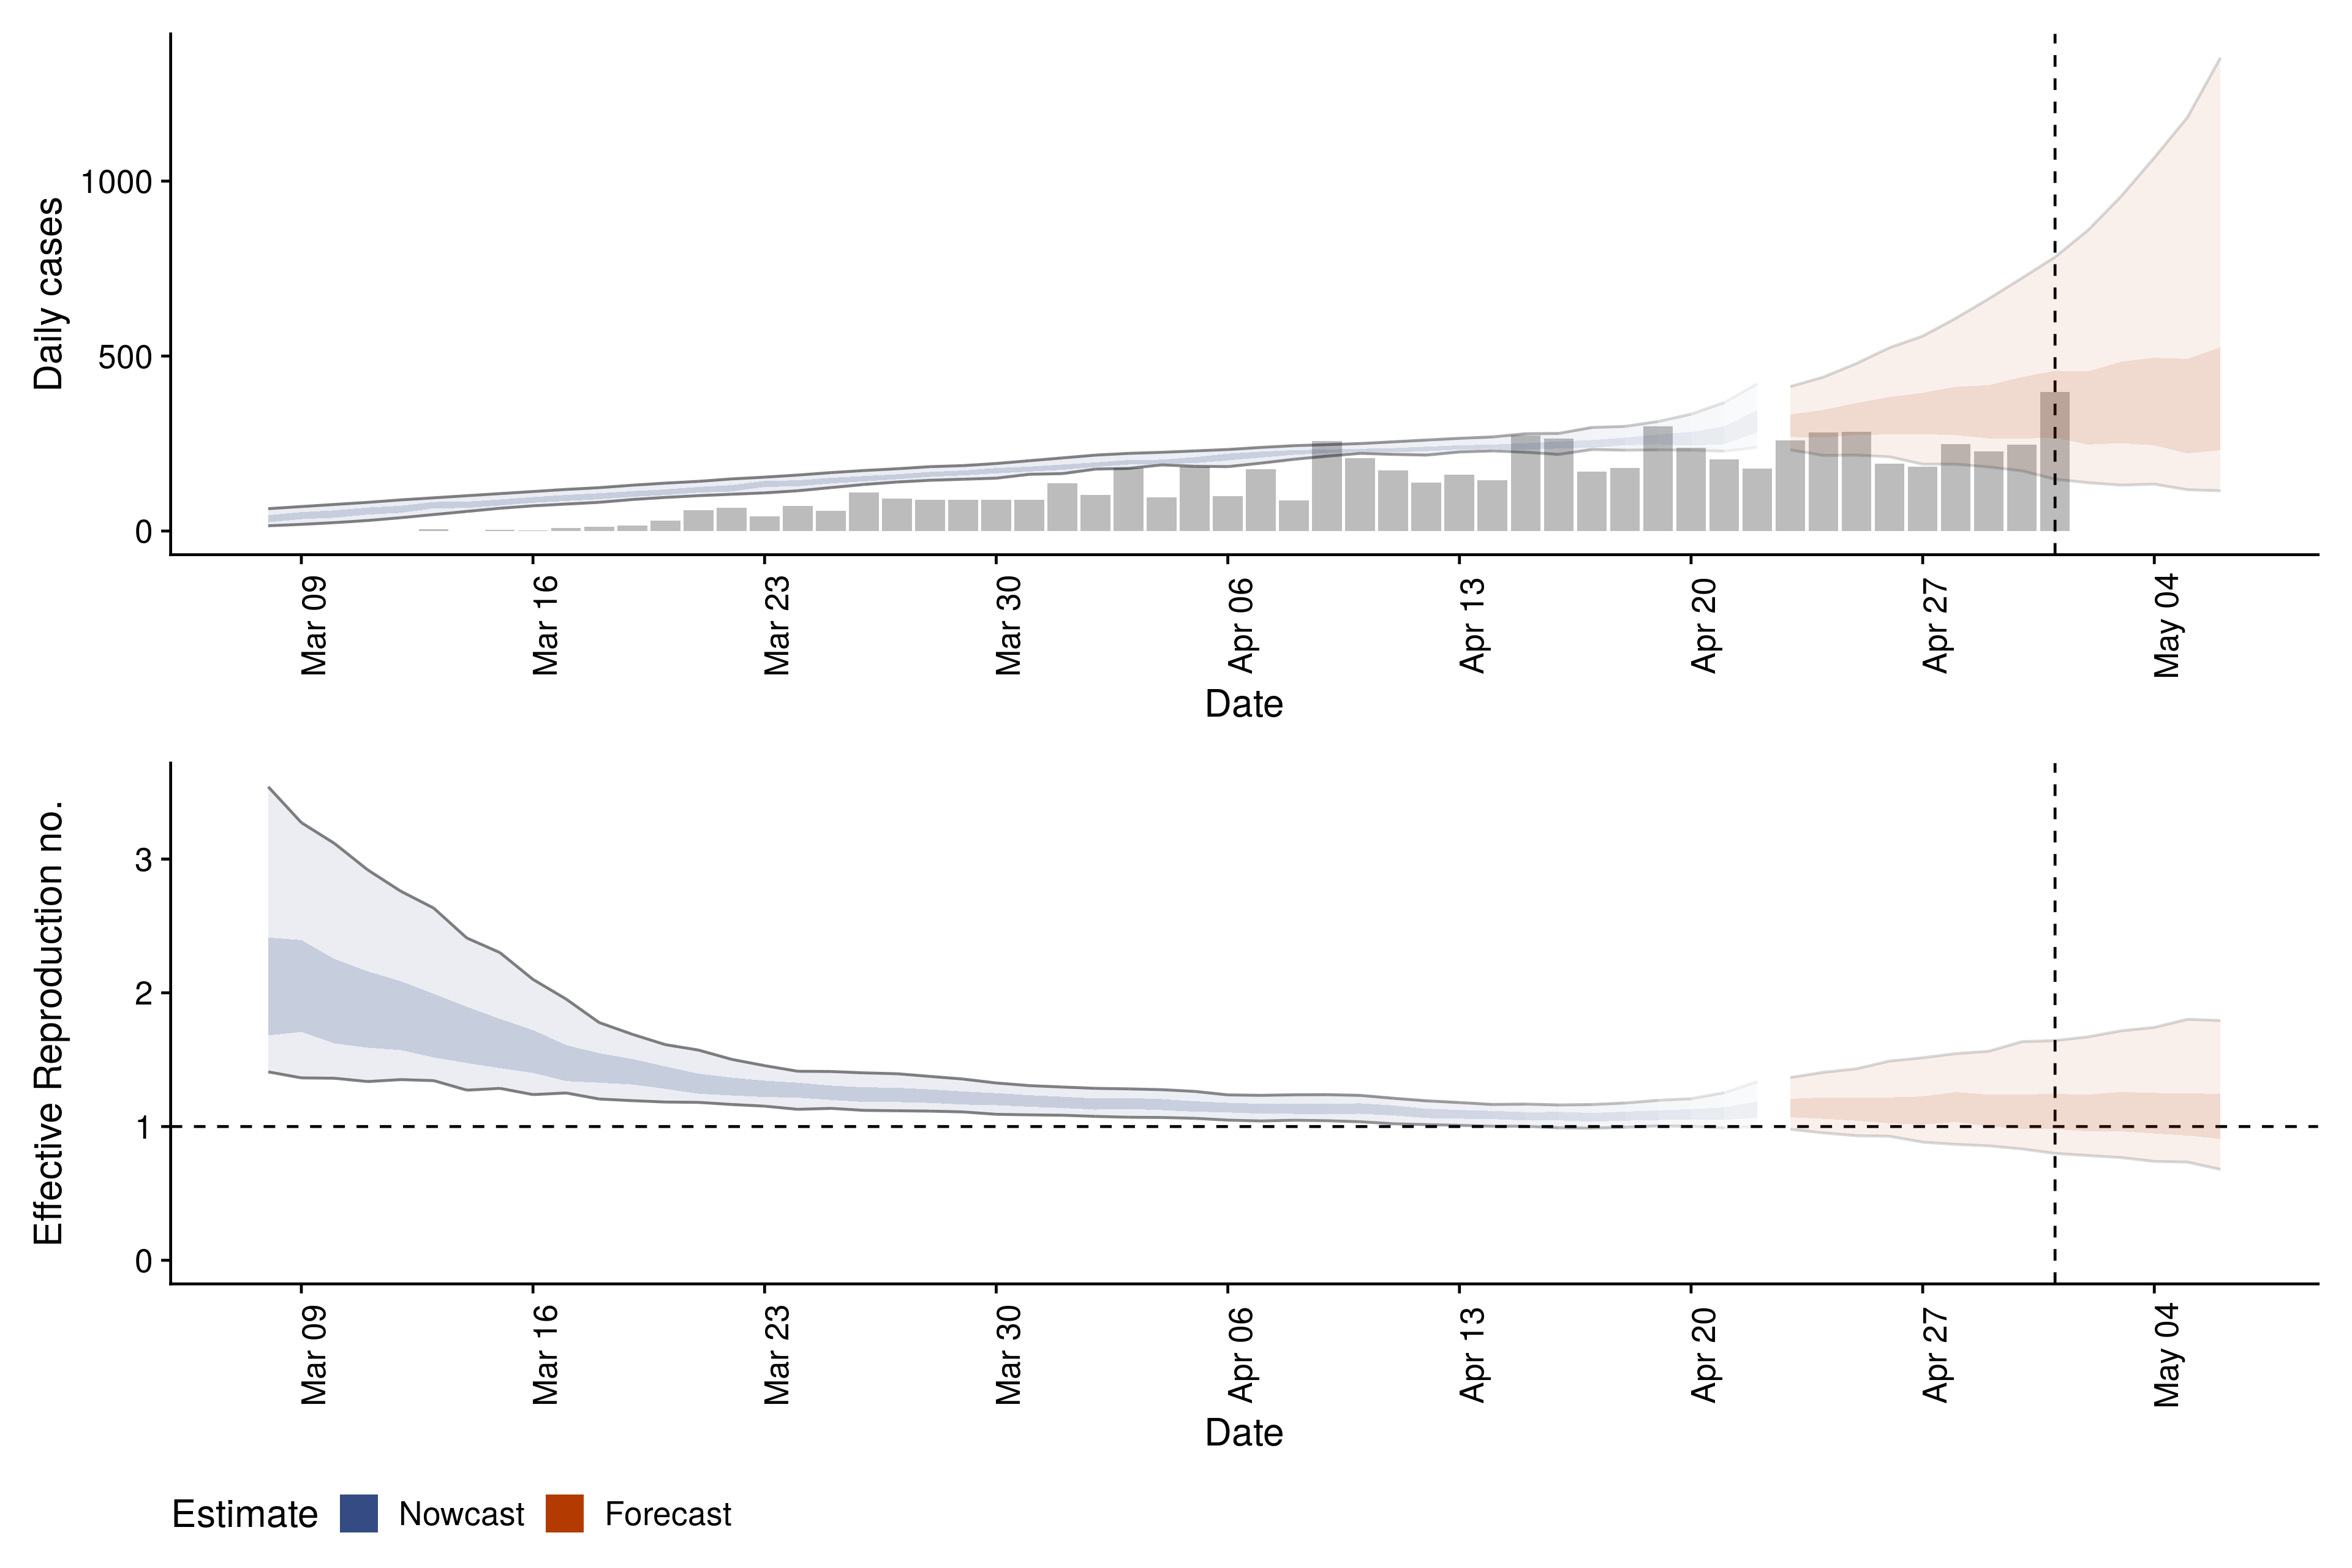 Daily cases
1000
500
0
Mar 09
Mar 16
Mar 23
Mar 30
Apr 06
Apr 13
Apr 20
Apr 27
May 04
Date
Effective Reproduction no.
3
2
1
0
Mar 09
Mar 16
Mar 23
Mar 30
Apr 06
Apr 13
Apr 20
Apr 27
May 04
Date
Estimate Nowcast Forecast